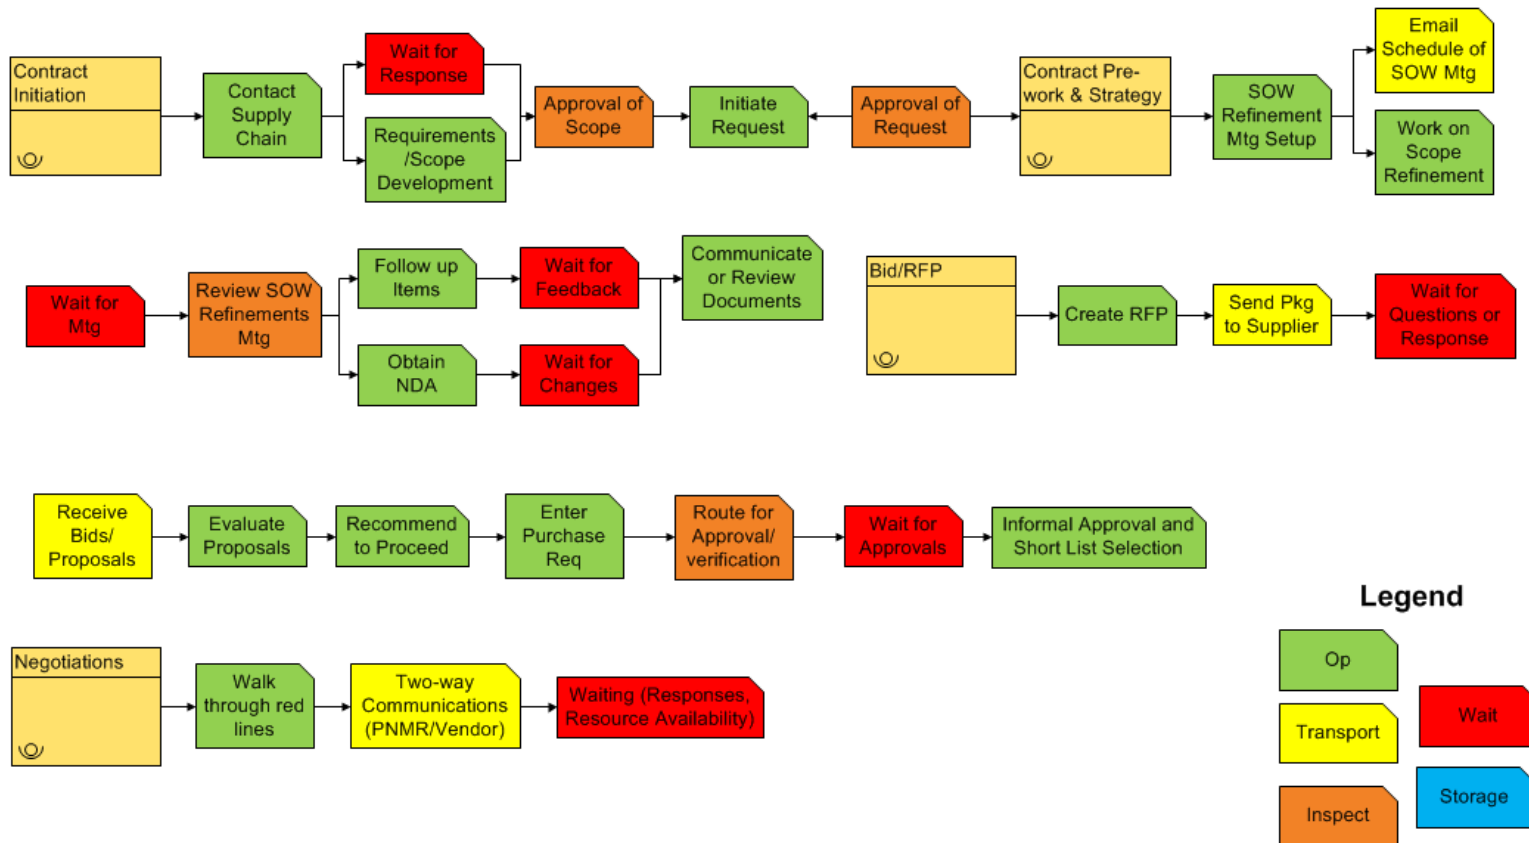 Contract
Initiation
Contact
Supply
Chain
Wait for
Response
Requirements
/Scope
Development
Approval of
Scope
Initiate
Request
Approval of
Request
Contract Pre-
work & Strategy
SOW
Refinement
Mtg Setup
Email
Schedule of
SOW Mtg
Work on
Scope
Refinement
Wait for
Mtg
Review SOW
Refinements
Mtg
Follow up
Items
Wait for
Feedback
Obtain
NDA
Wait for
Changes
Communicate
or Review
Documents
Bid/RFP
Create RFP
Send Pkg
to Supplier
Wait for
Questions or
Response
Receive
Bids/
Proposals
Evaluate
Proposals
Recommend
to Proceed
Enter
Purchase
Req
Route for
Approval/
verification
Wait for
Approvals
Informal Approval and
Short List Selection
Negotiations
Walk
through red
lines
Two-way
Communications
(PNMR/Vendor)
Waiting (Responses,
Resource Availability)
Legend
Op
Transport
Inspect
Wait
Storage